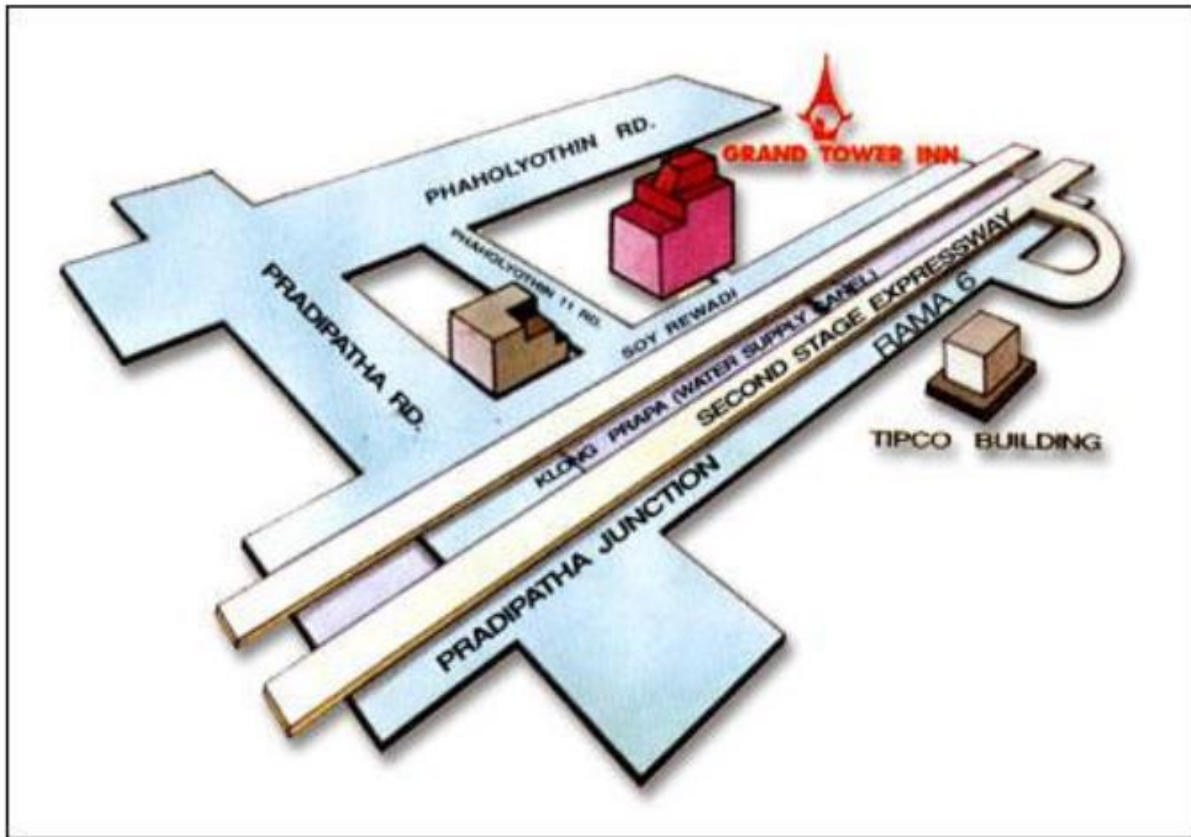 PHAHOLYOTHIN RD.
GRAND TOWER INN
PHAHOLYOTHIN 11 RD.
PRADIPATHA RD.
SOY REWADI
KLONG PRAPA (WATER SUPPLY CANEL)
SECOND STAGE EXPRESSWAY
RAMA 6
TIPCO BUILDING
PRADIPATHA JUNCTION